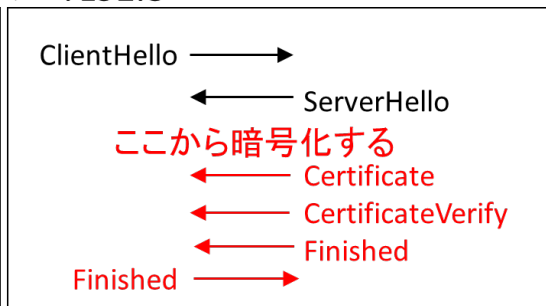 ClientHello
ServerHello
ここから暗号化する
Certificate
CertificateVerify
Finished
Finished